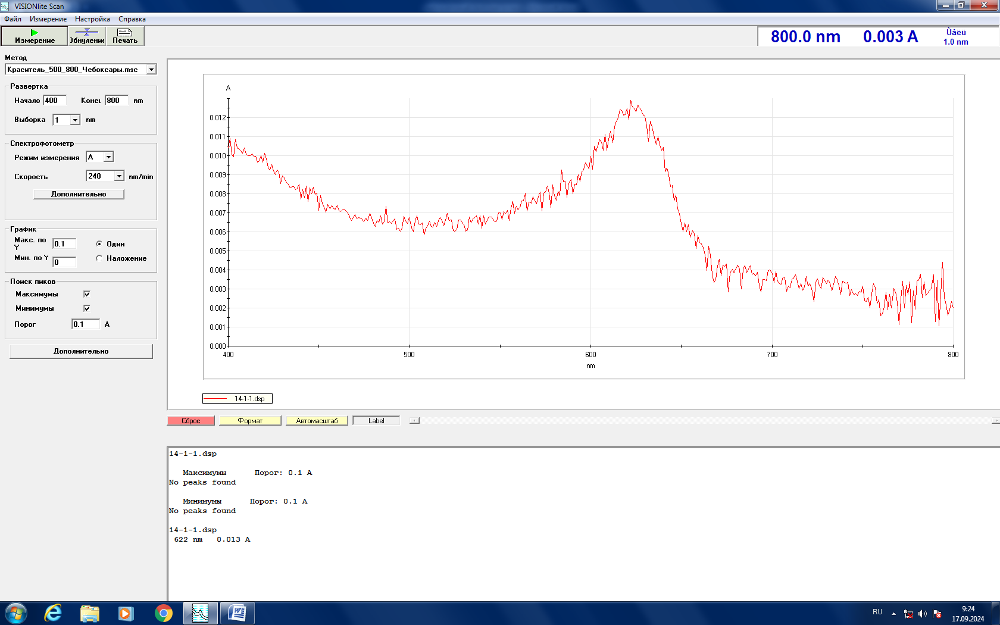 VISIONlite Scan
Файл Измерение Настройка Справка
Измерение Обнуление Печать
800.0 nm 0.003 A Ùåëü
1.0 nm
Метод
Краситель_500_800_Чебоксары.msc
Развертка
Начало 400 Конец 800 nm
Выборка 1 nm
Спектрофотометр
Режим измерения A
Скорость 240 nm/min
Дополнительно
График
Макс. по Y 0.1 Один
Мин. по Y 0 Наложение
Поиск пиков
Максимумы
Минимумы
Порог 0.1 A
Дополнительно
A
0.012
0.011
0.010
0.009
0.008
0.007
0.006
0.005
0.004
0.003
0.002
0.001
0.000
400 500 600 700 800
nm
14-1-1.dsp
Сброс Формат Автомасштаб Label
14-1-1.dsp
Максимумы Порог: 0.1 A
No peaks found
Минимумы Порог: 0.1 A
No peaks found
14-1-1.dsp
622 nm 0.013 A
RU 9:24
17.09.2024